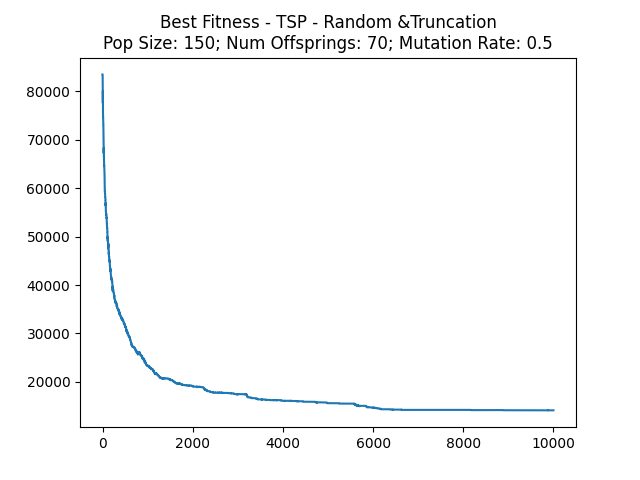 Best Fitness - TSP - Random &Truncation
Pop Size: 150; Num Offsprings: 70; Mutation Rate: 0.5
80000
70000
60000
50000
40000
30000
20000
0 2000 4000 6000 8000 10000